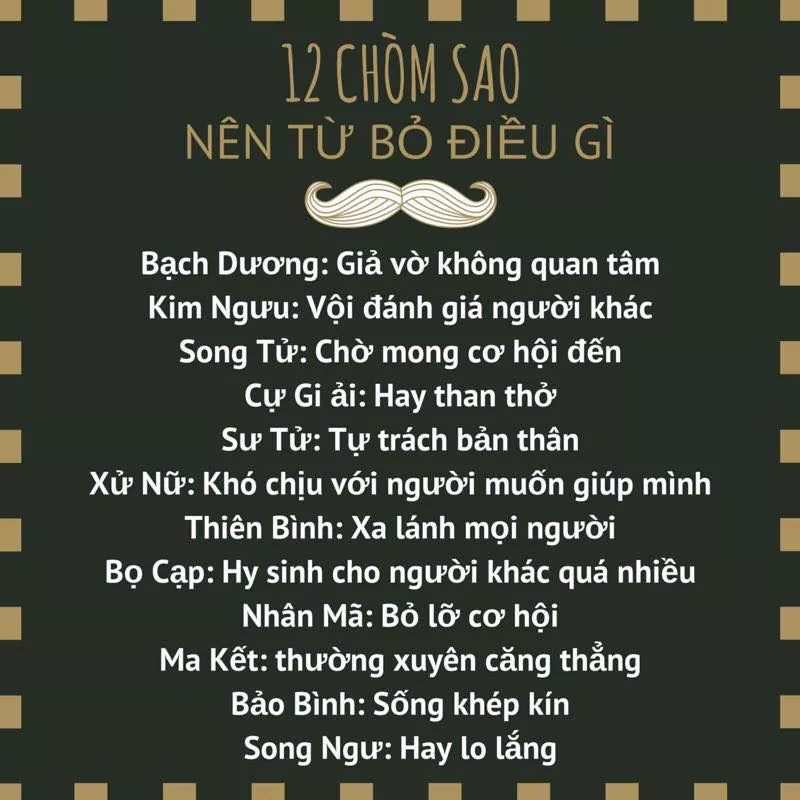 12 CHÒM SAO
NÊN TỪ BỎ ĐIỀU GÌ
Bạch Dương: Giả vờ không quan tâm
Kim Ngưu: Vội đánh giá người khác
Song Tử: Chờ mong cơ hội đến
Cự Gi ải: Hay than thở
Sư Tử: Tự trách bản thân
Xử Nữ: Khó chịu với người muốn giúp mình
Thiên Bình: Xa lánh mọi người
Bọ Cạp: Hy sinh cho người khác quá nhiều
Nhân Mã: Bỏ lỡ cơ hội
Ma Kết: thường xuyên căng thẳng
Bảo Bình: Sống khép kín
Song Ngư: Hay lo lắng